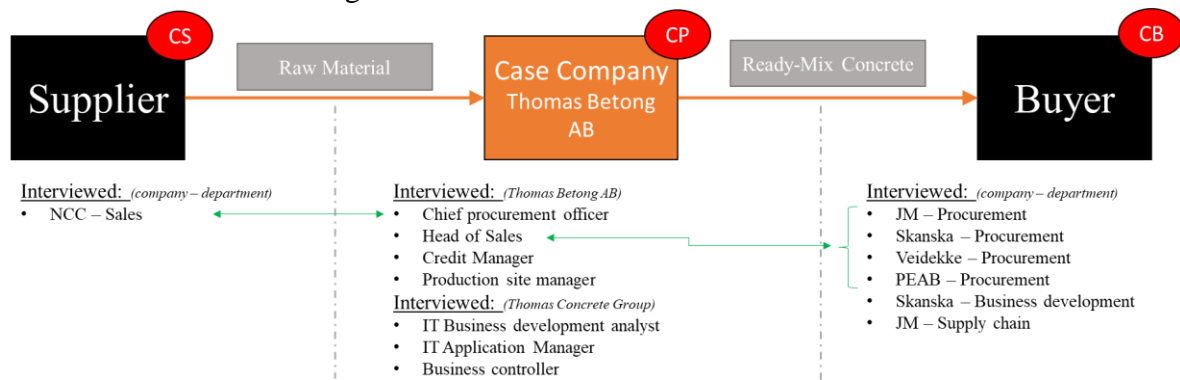 CS
CP
CB
Supplier
Raw Material
Case Company
Thomas Betong
AB
Ready-Mix Concrete
Buyer
Interviewed: (company – department)
• NCC – Sales
Interviewed: (Thomas Betong AB)
• Chief procurement officer
• Head of Sales
• Credit Manager
• Production site manager
Interviewed: (Thomas Concrete Group)
• IT Business development analyst
• IT Application Manager
• Business controller
Interviewed: (company – department)
• JM – Procurement
• Skanska – Procurement
• Veidekke – Procurement
• PEAB – Procurement
• Skanska – Business development
• JM – Supply chain